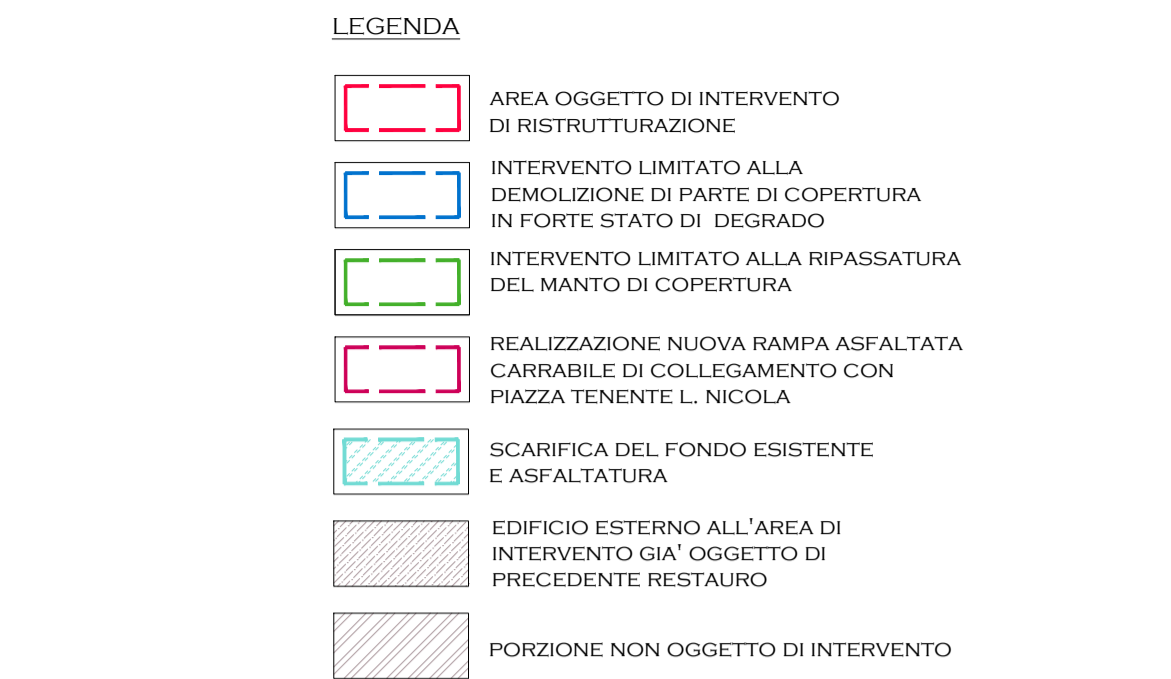 LEGENDA
AREA OGGETTO DI INTERVENTO
DI RISTRUTTURAZIONE
INTERVENTO LIMITATO ALLA
DEMOLIZIONE DI PARTE DI COPERTURA
IN FORTE STATO DI DEGRADO
INTERVENTO LIMITATO ALLA RIPASSATURA
DEL MANTO DI COPERTURA
REALIZZAZIONE NUOVA RAMPA ASFALTATA
CARRABILE DI COLLEGAMENTO CON
PIAZZA TENENTE L. NICOLA
SCARIFICA DEL FONDO ESISTENTE
E ASFALTATURA
EDIFICIO ESTERNO ALL'AREA DI
INTERVENTO GIA' OGGETTO DI
PRECEDENTE RESTAURO
PORZIONE NON OGGETTO DI INTERVENTO